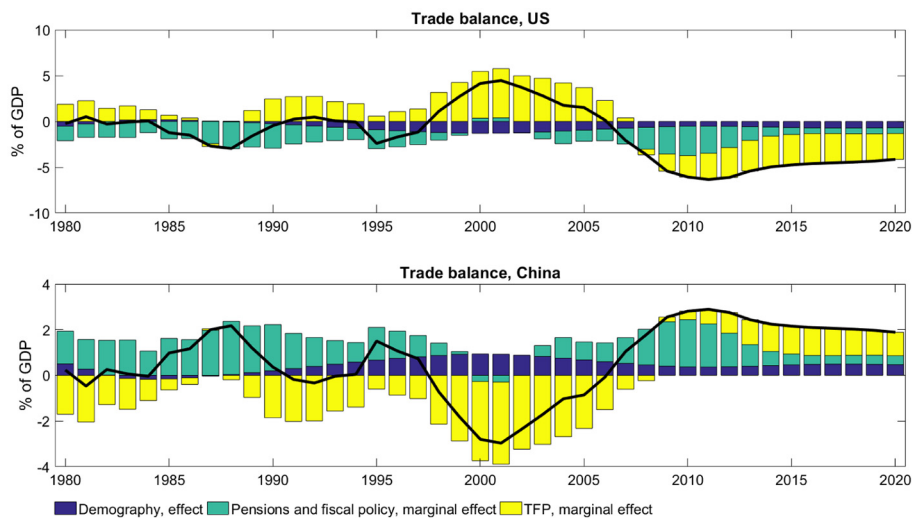 Trade balance, US
% of GDP
10
5
0
-5
-10
1980 1985 1990 1995 2000 2005 2010 2015 2020
Trade balance, China
% of GDP
4
2
0
-2
-4
1980 1985 1990 1995 2000 2005 2010 2015 2020
Demography, effect Pensions and fiscal policy, marginal effect TFP, marginal effect